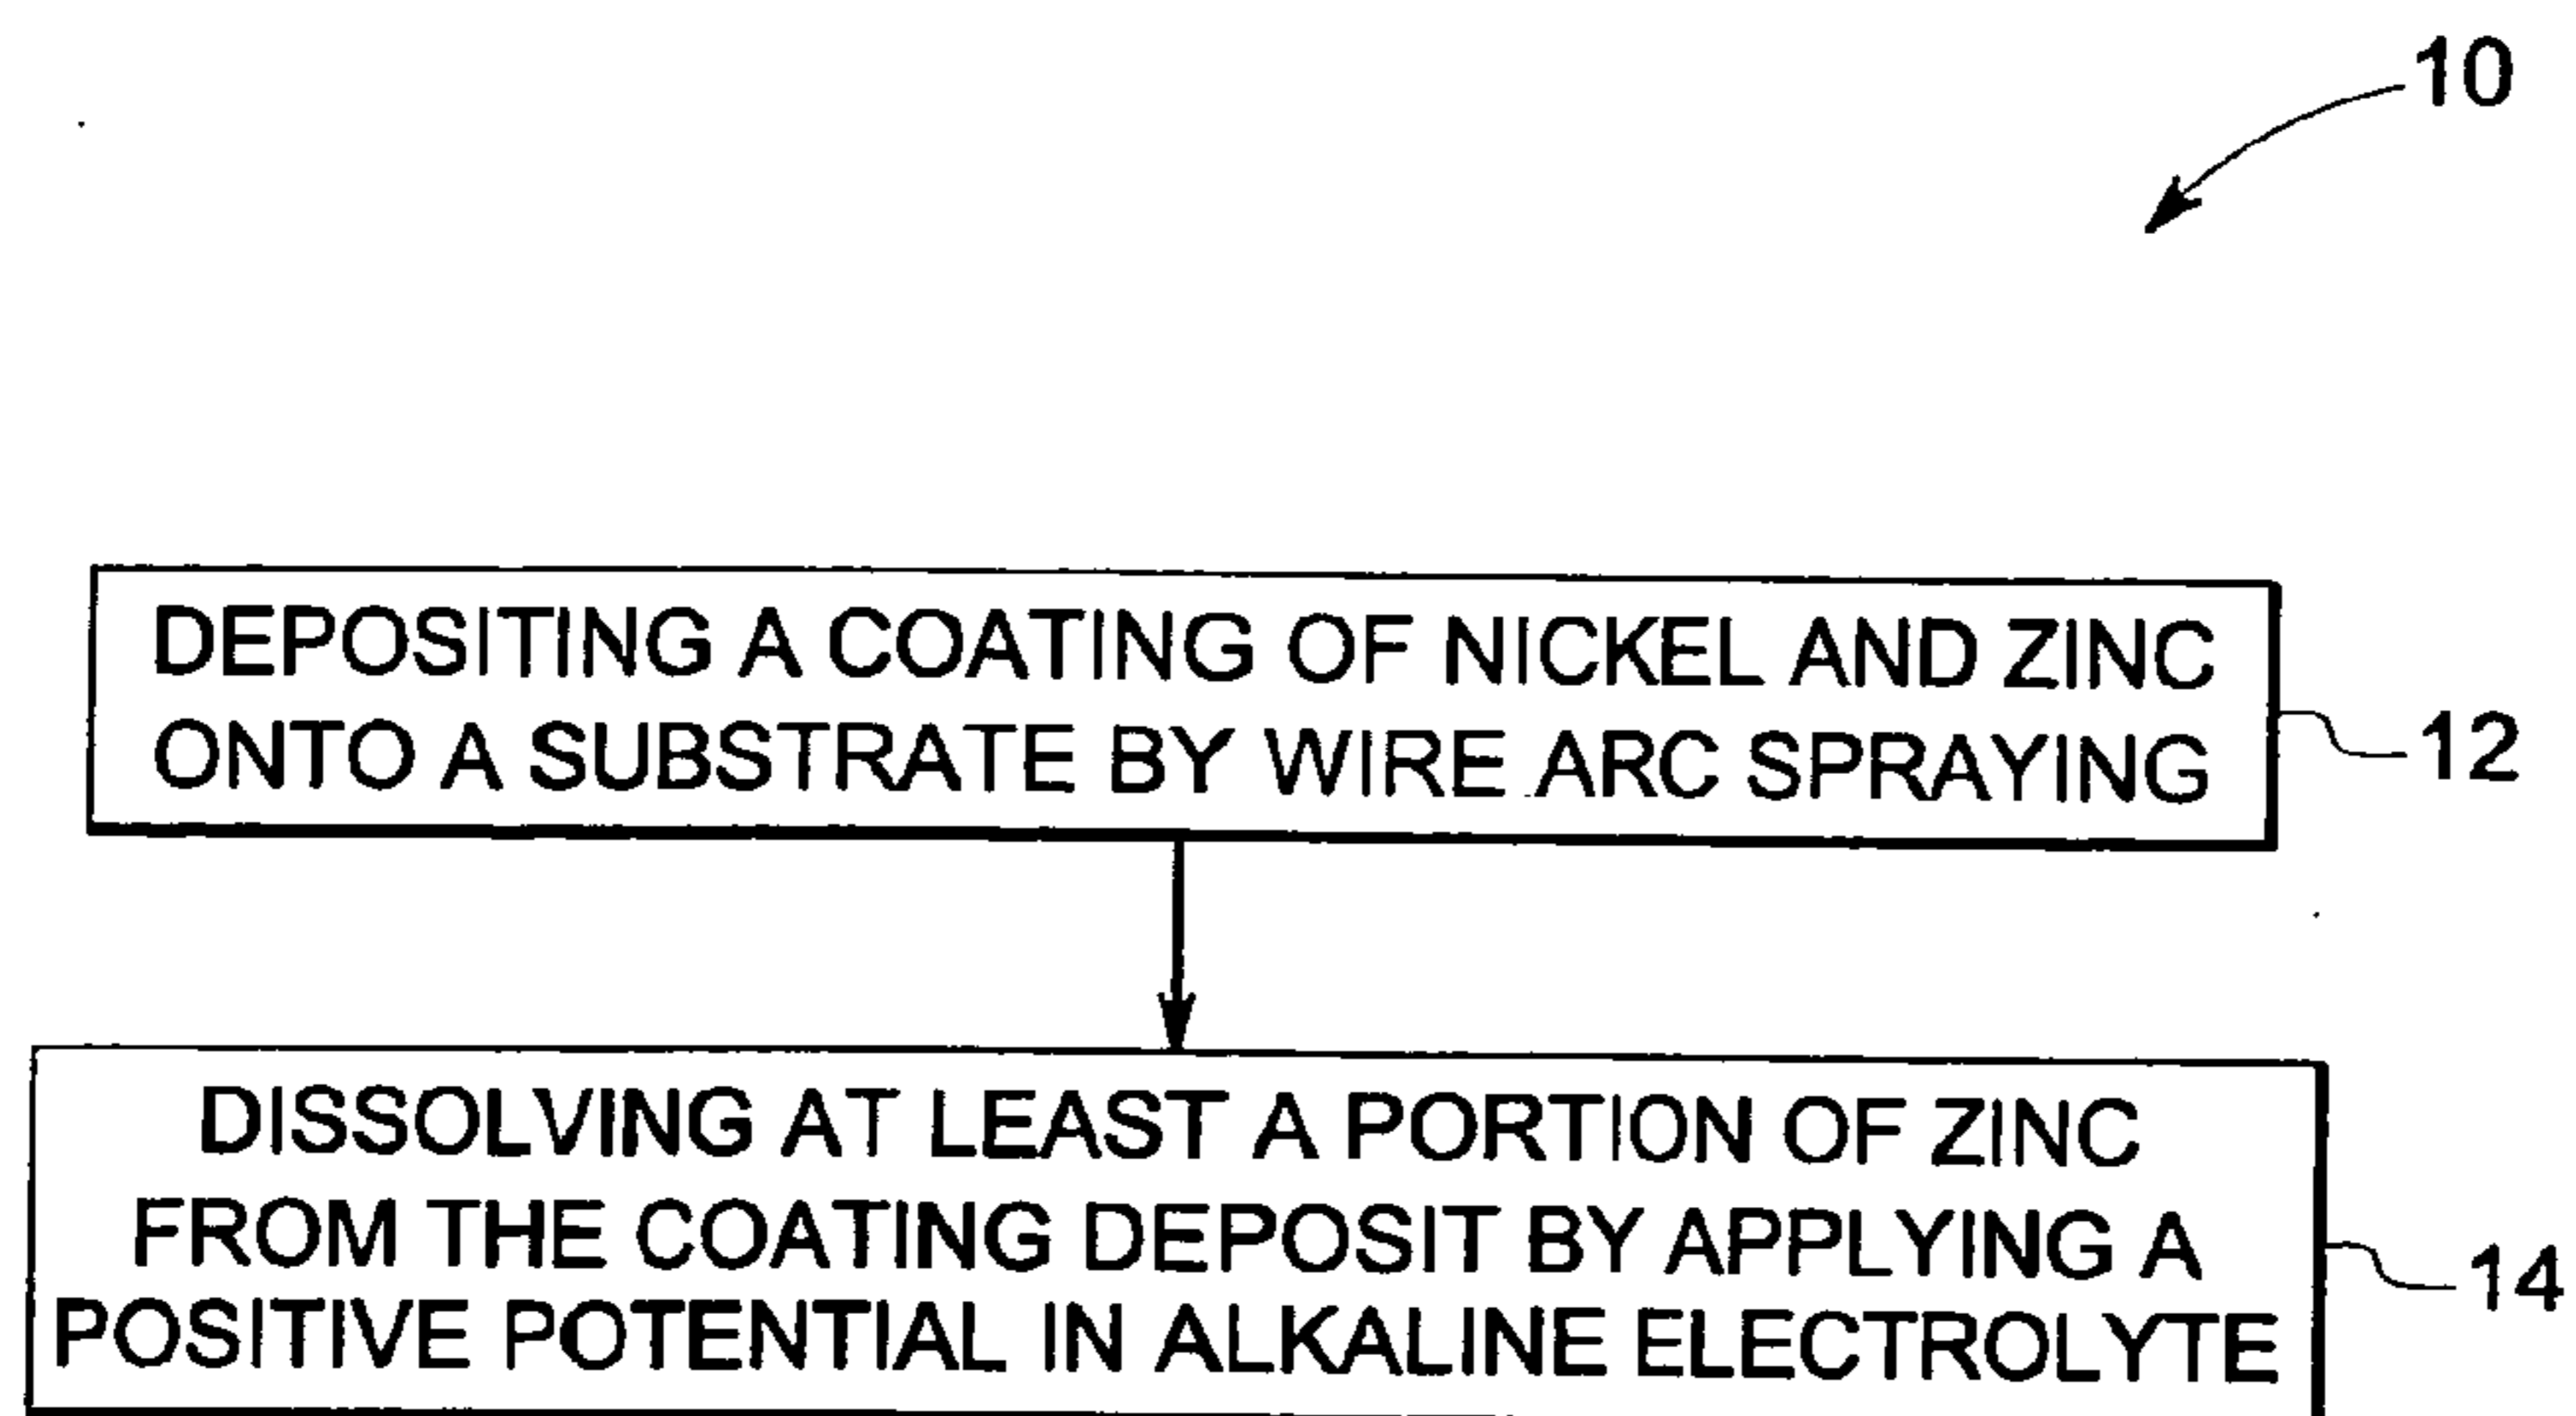 10
DEPOSITING A COATING OF NICKEL AND ZINC
ONTO A SUBSTRATE BY WIRE ARC SPRAYING
12
DISSOLVING AT LEAST A PORTION OF ZINC
FROM THE COATING DEPOSIT BY APPLYING A
POSITIVE POTENTIAL IN ALKALINE ELECTROLYTE
14